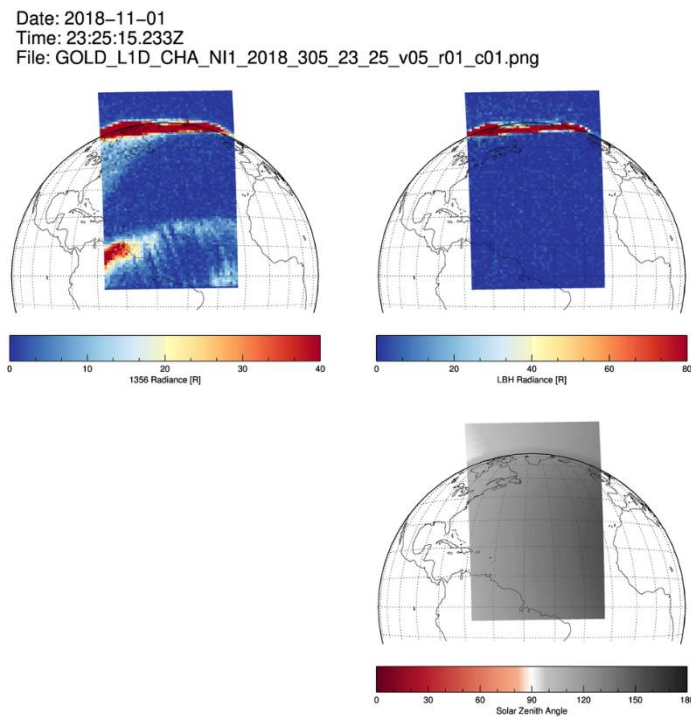 Date: 2018−11−01
Time: 23:25:15.233Z
File: GOLD_L1D_CHA_NI1_2018_305_23_25_v05_r01_c01.png
0 10 20 30 40
1356 Radiance [R]
0 20 40 60 80
LBH Radiance [R]
0 30 60 90 120 150 180
Solar Zenith Angle